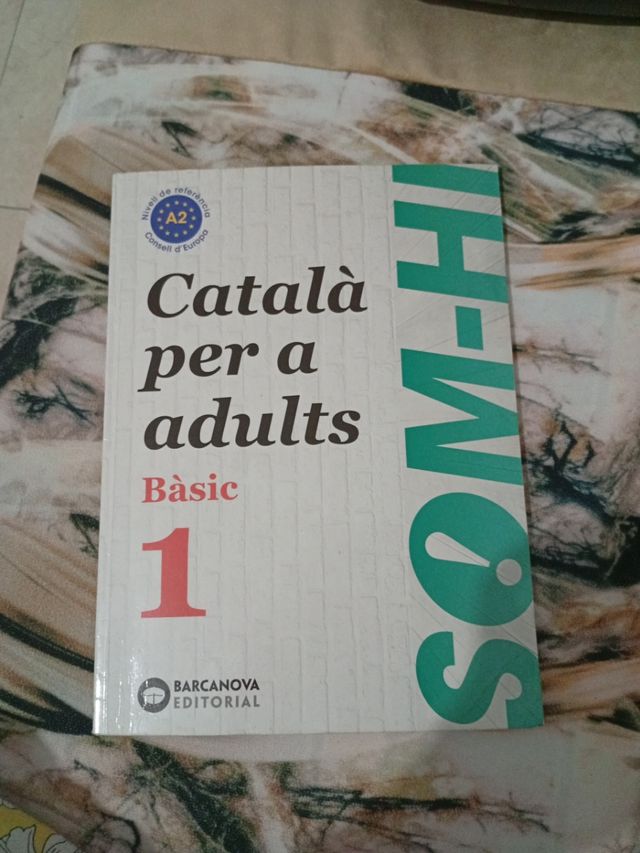 Nivell de referència
A2
Consell d'Europa
Català
per a
adults
Bàsic
1
SOM-HI
BARCANOVA
EDITORIAL